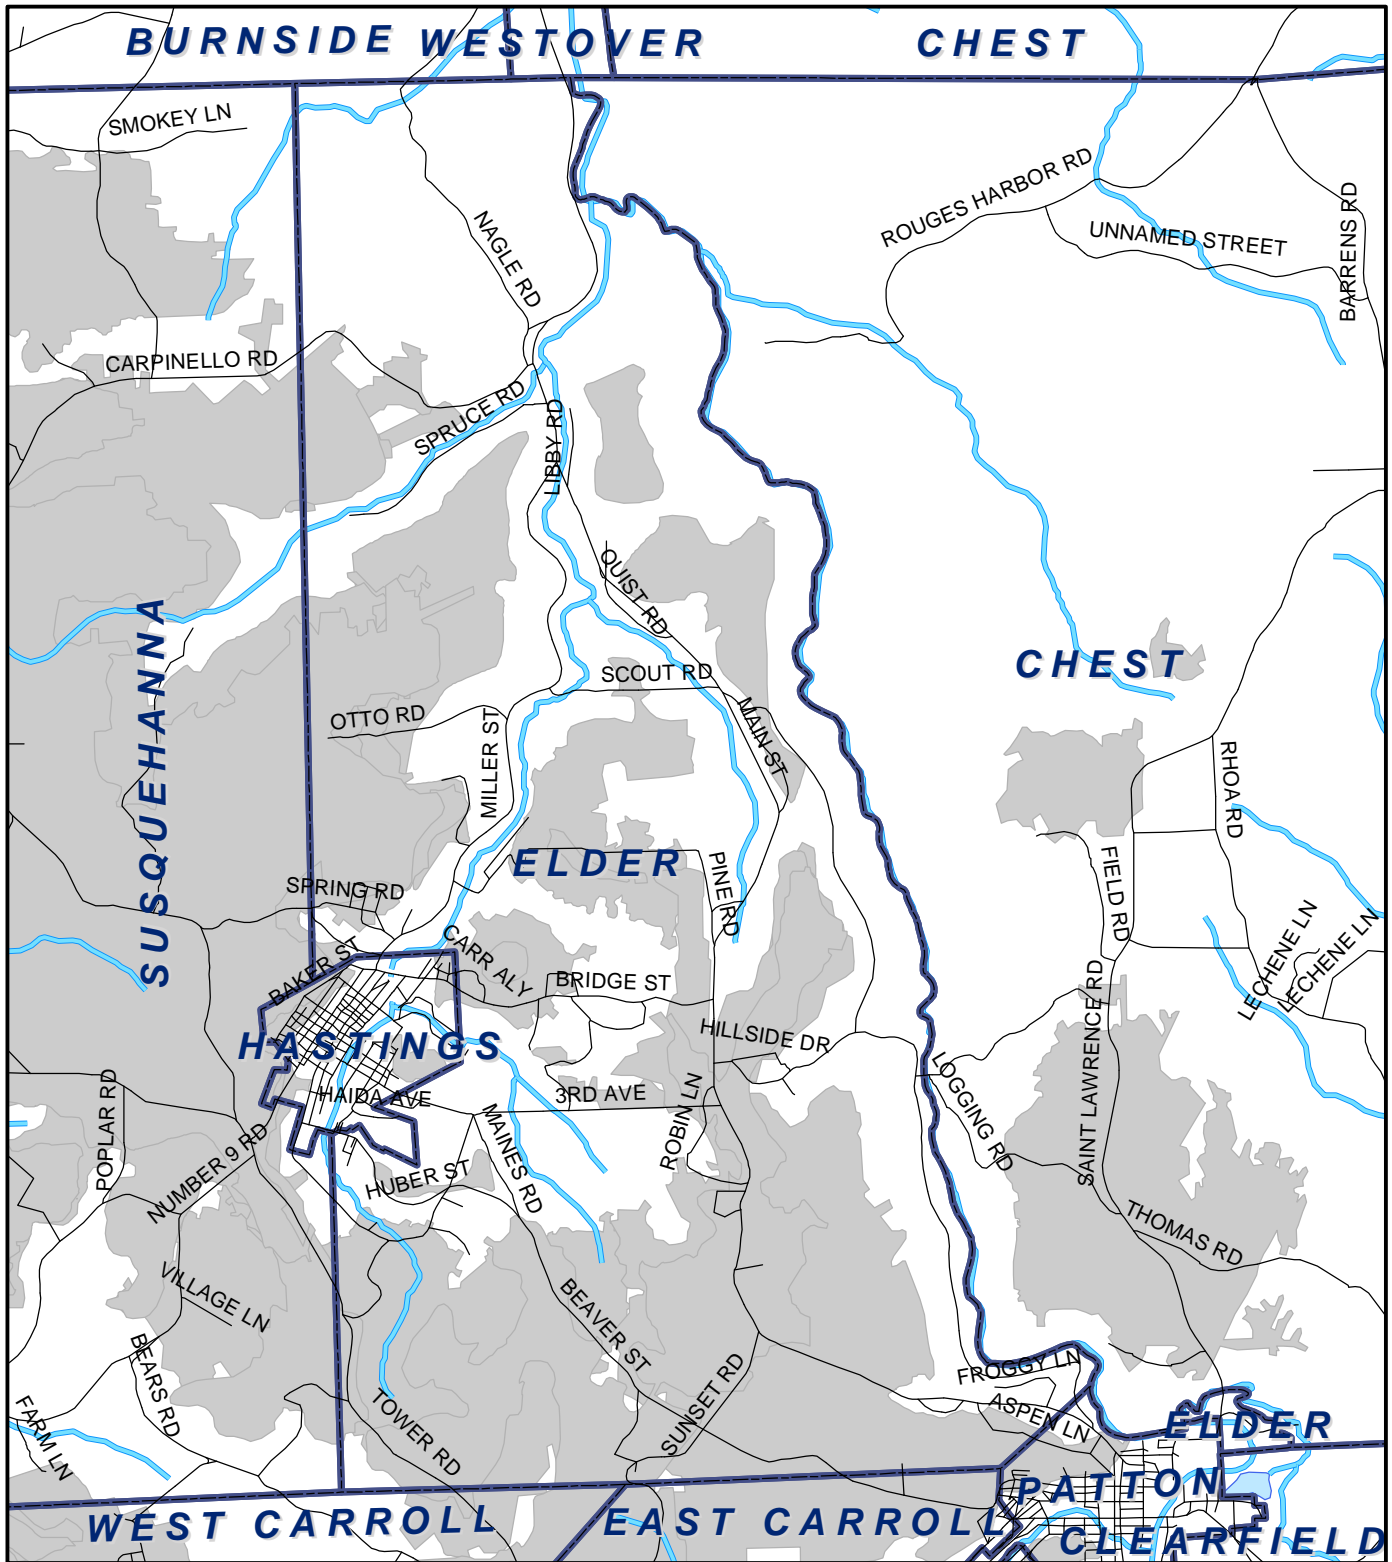 BURNSIDE
WESTOVER
CHEST
SMOKEY LN
ROUGES HARBOR RD
UNNAMED STREET
BARRENS RD
NAGLE RD
CARPINELLO RD
SPRUCE RD
LIBBY RD
QUIST RD
SUSQUEHANNA
SCOUT RD
CHEST
OTTO RD
MILLER ST
MAIN ST
RHOA RD
ELDER
PINE RD
FIELD RD
SPRING RD
BAKER ST
CARR ALY
BRIDGE ST
LECHENE LN
LECHENE LN
SAINT LAWRENCE RD
HASTINGS
HILLSIDE DR
LOGGING RD
POPLAR RD
HAIDA AVE
3RD AVE
ROBIN LN
NUMBER 9 RD
HUBER ST
MAINES RD
THOMAS RD
VILLAGE LN
BEAVER ST
BEARS RD
FROGGY LN
FARM LN
TOWER RD
SUNSET RD
ASPEN LN
ELDER
PATTON
WEST CARROLL
EAST CARROLL
CLEARFIELD